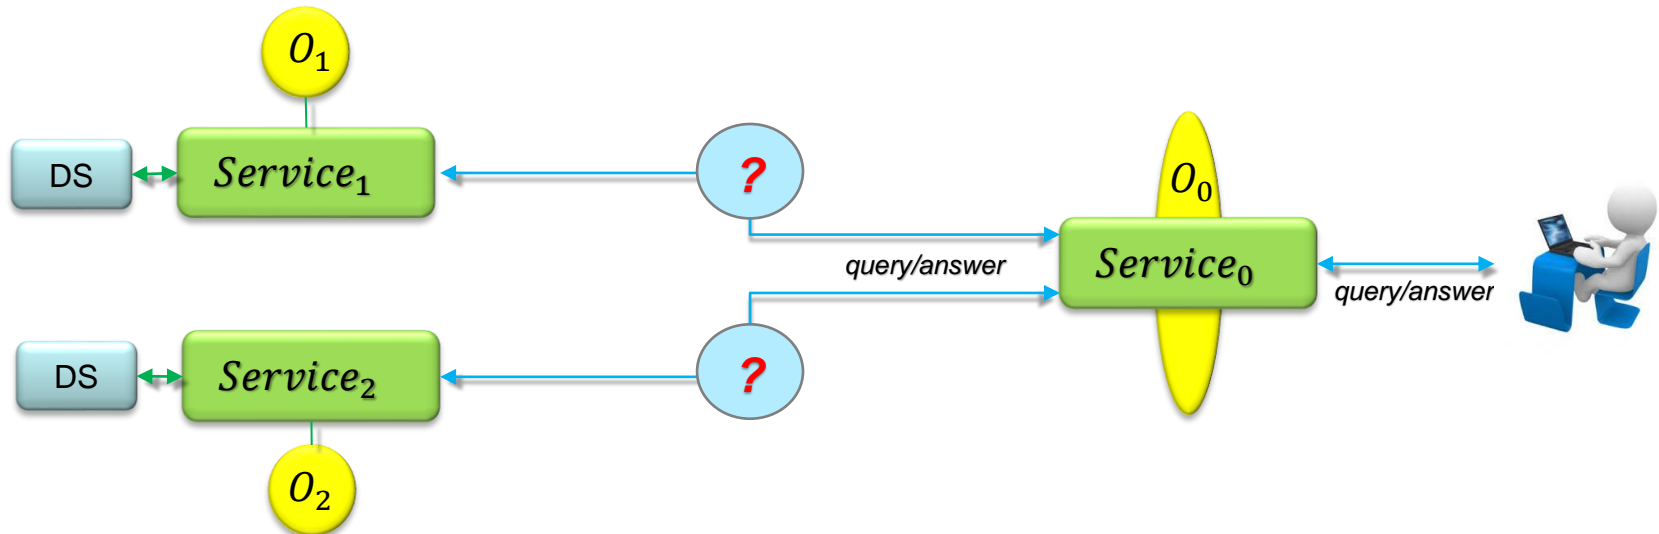 O₁
DS
Service₁
?
query/answer
O₀
Service₀
query/answer
DS
Service₂
?
O₂